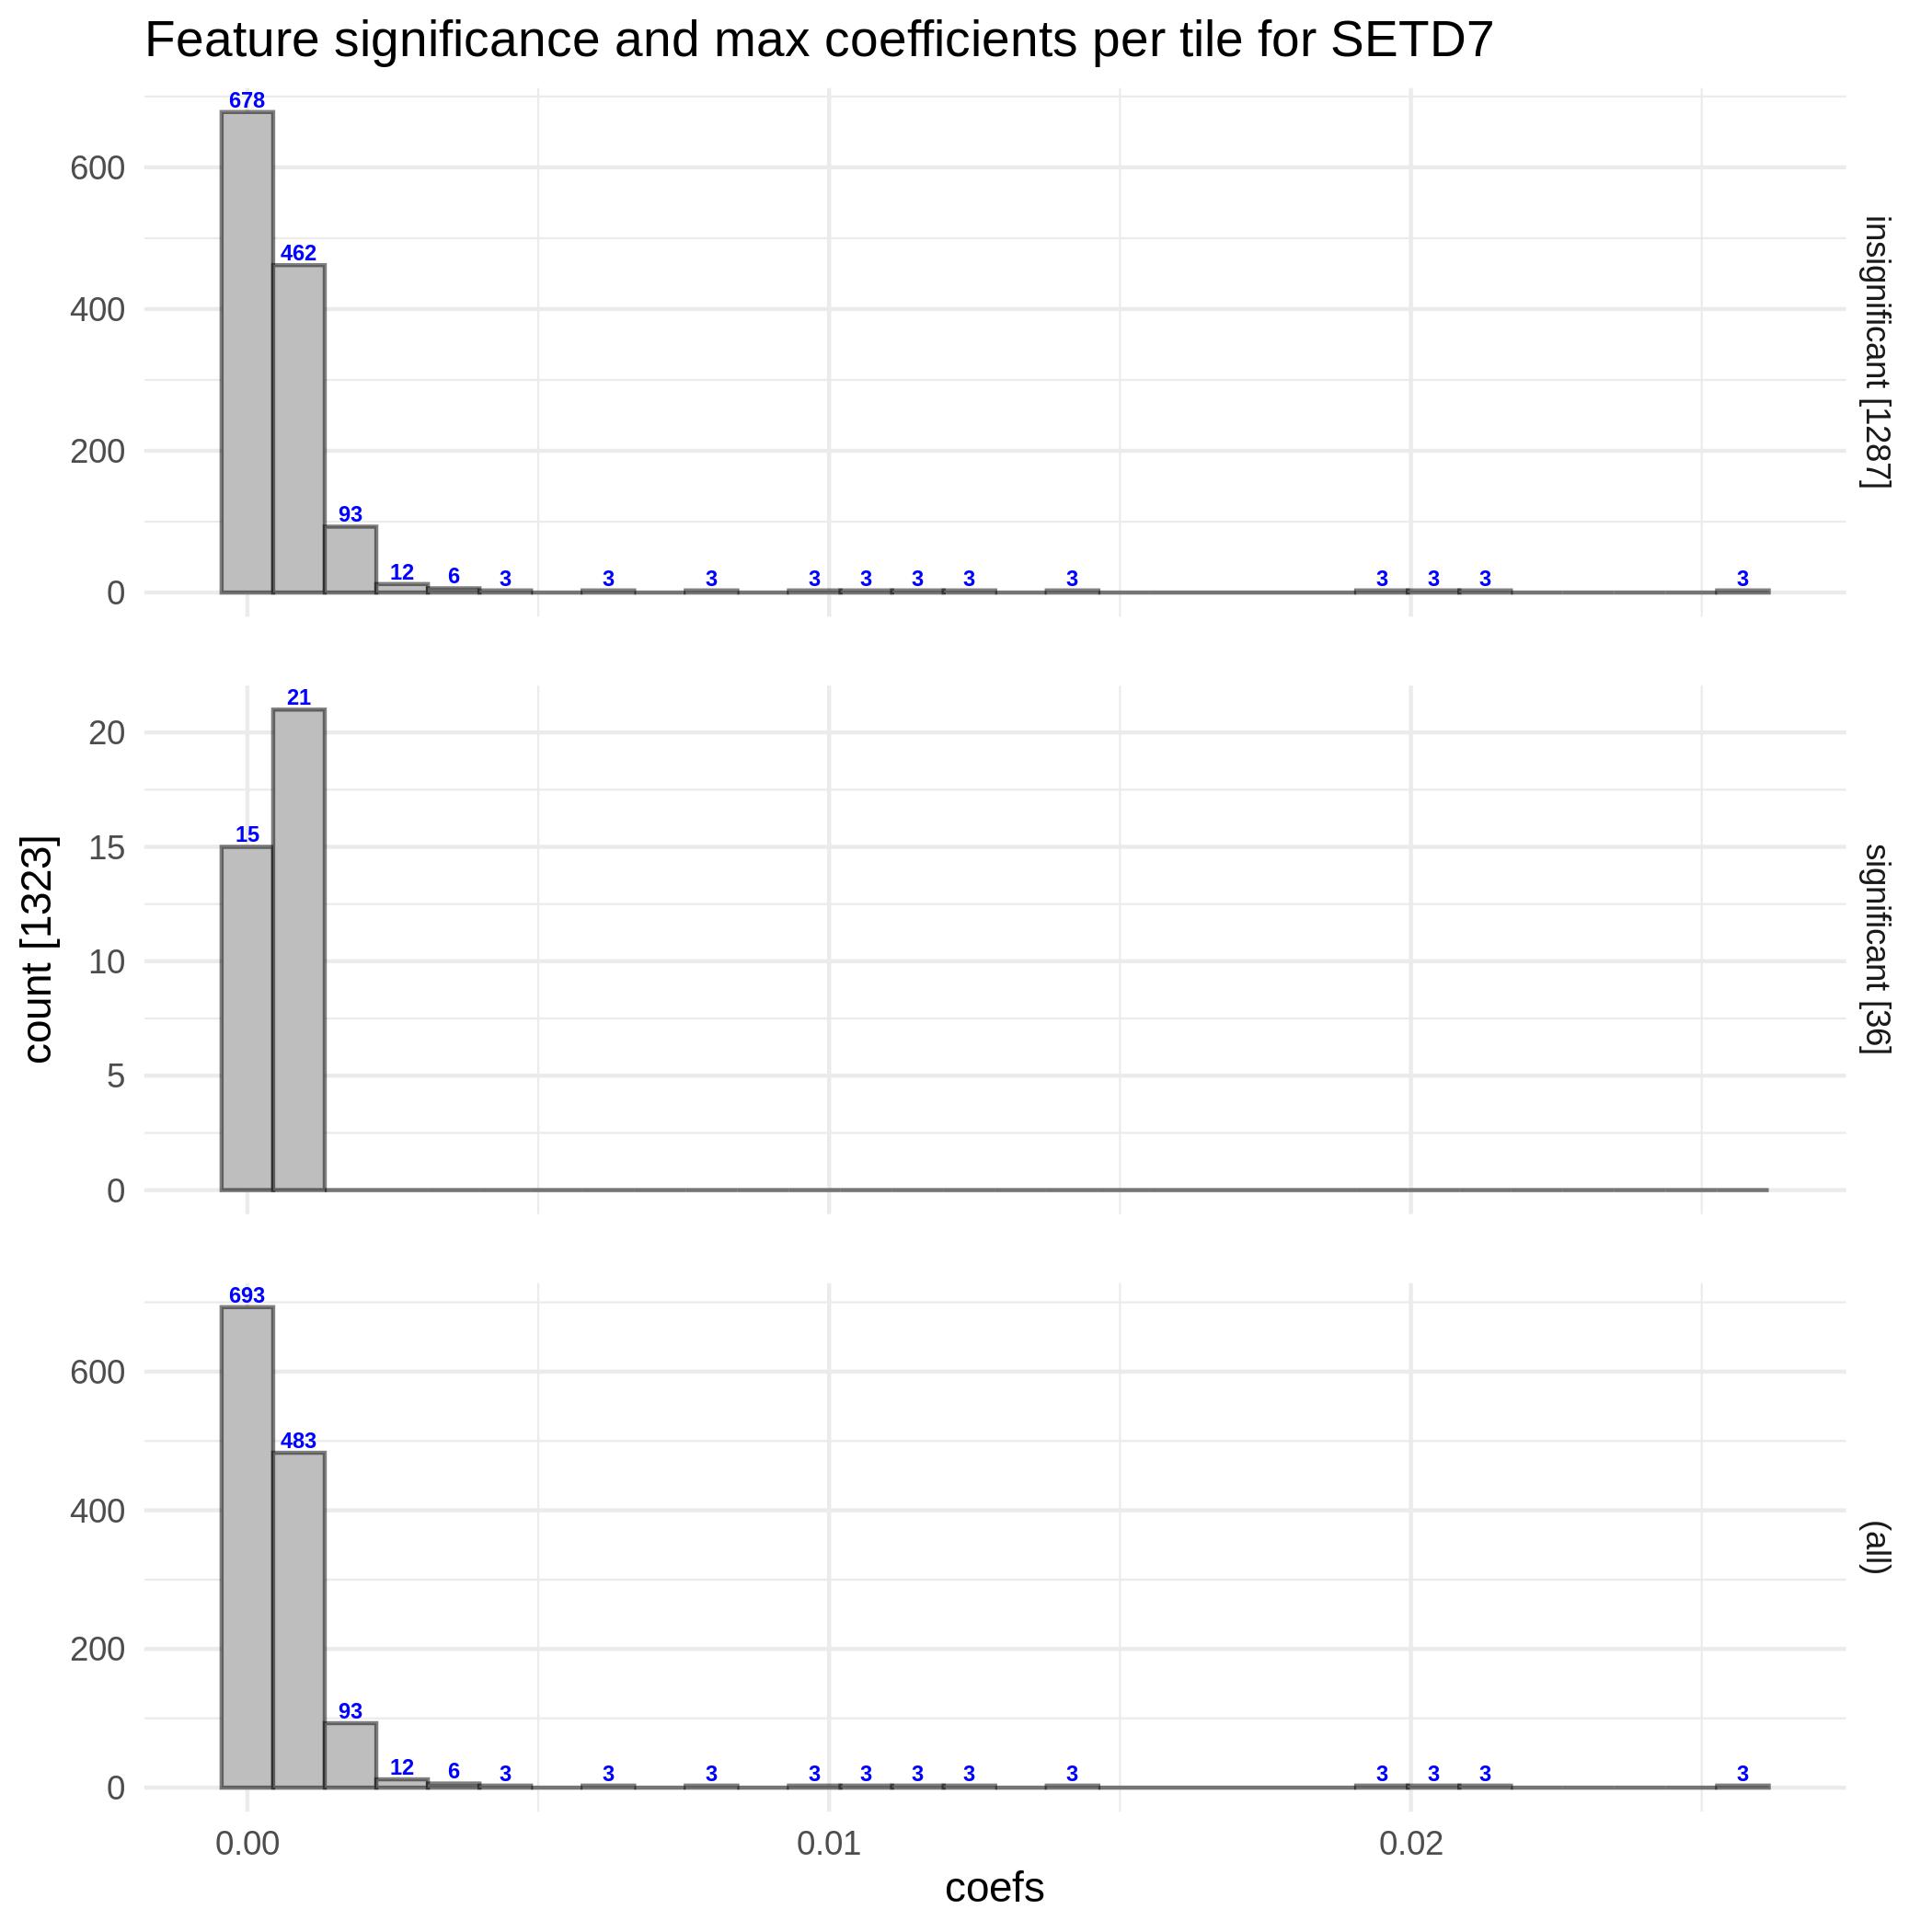 Feature significance and max coefficients per tile for SETD7
678
462
93
12 6 3 3 3 3 3 3 3 3 3 3 3 3
600
400
200
0
insignificant [1287]
21
15
20
15
10
5
0
significant [36]
count [1323]
693
483
93
12 6 3 3 3 3 3 3 3 3 3 3 3 3
600
400
200
0
(all)
0.00 0.01 0.02
coefs